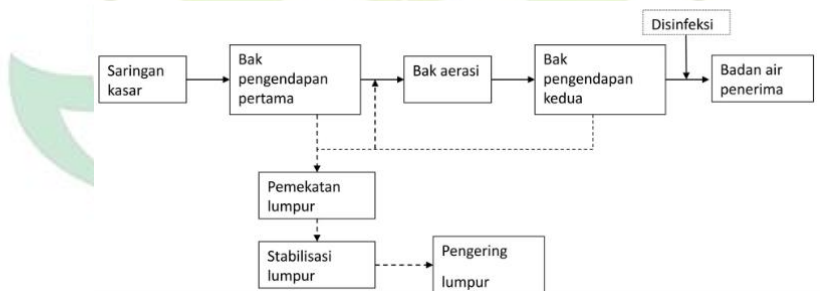 Disinfeksi
Saringan
kasar
Bak
pengendapan
pertama
Bak aerasi
Bak
pengendapan
kedua
Badan air
penerima
Pemekatan
lumpur
Stabilisasi
lumpur
Pengering
lumpur